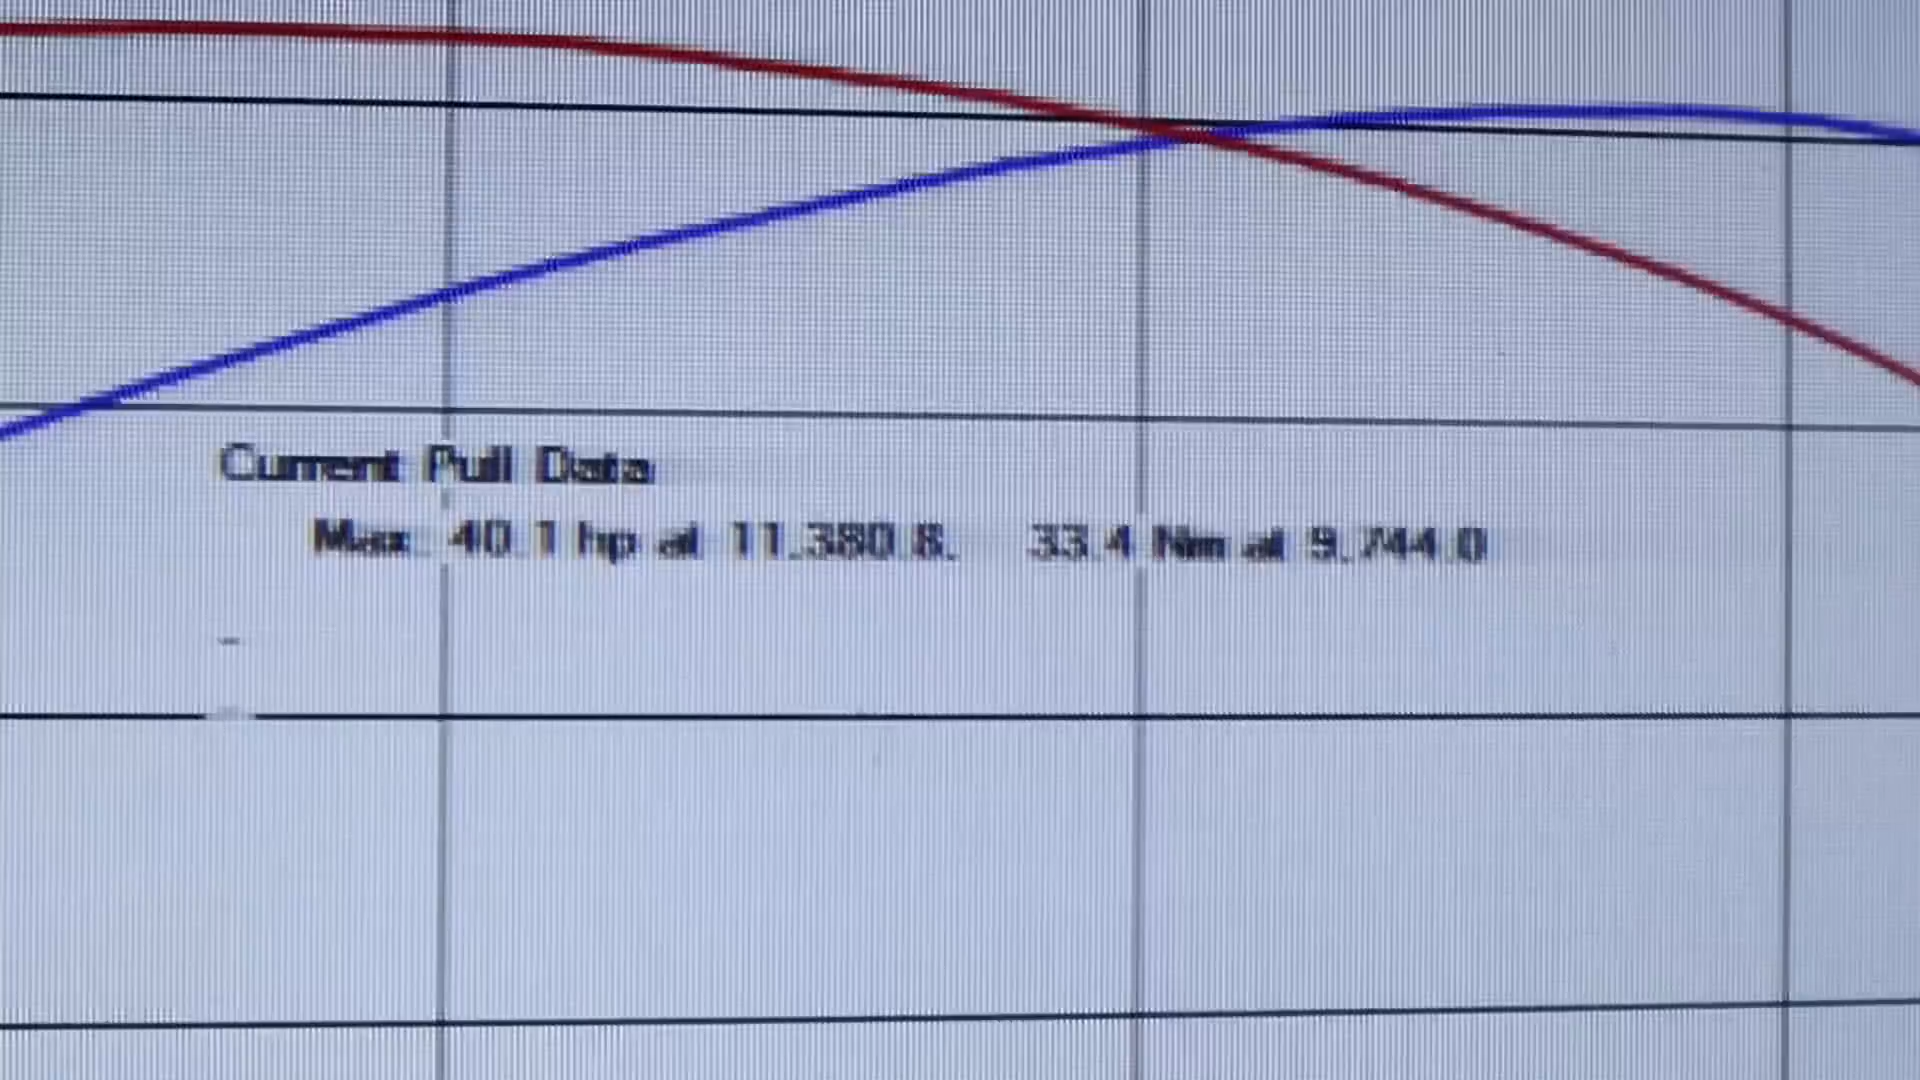 Current Pull Data
Max: 40.1 hp at 11,380.8, 33.4 Nm at 9,744.0